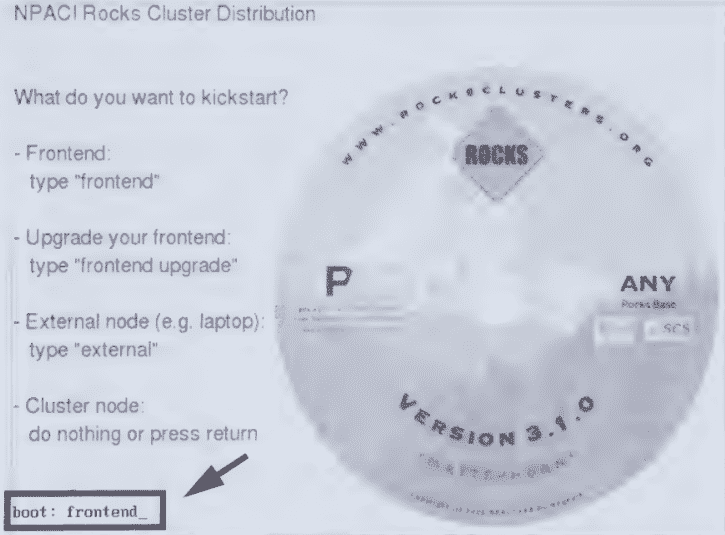 NPACI Rocks Cluster Distribution
What do you want to kickstart?
- Frontend:
type "frontend"
- Upgrade your frontend:
type "frontend upgrade"
- External node (e.g. laptop):
type "external"
- Cluster node:
do nothing or press return
boot: frontend_
WWW.ROCKSCLUSTERS.ORG
ROCKS
P
ANY
Rocks Base
SCS
VERSION 3.1.0